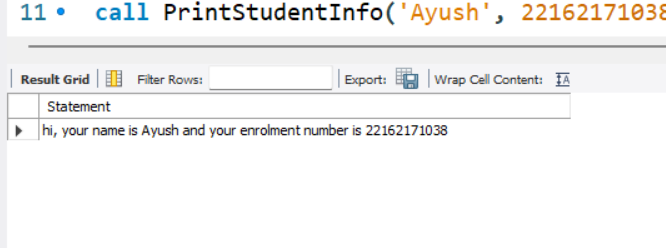 11 call PrintStudentInfo('Ayush', 22162171038
Result Grid Filter Rows: Export: Wrap Cell Content:
Statement
hi, your name is Ayush and your enrolment number is 22162171038